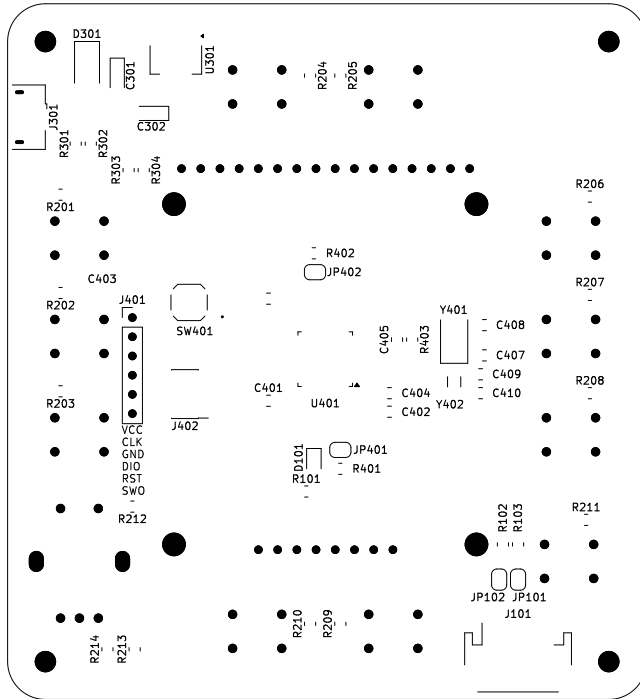 D301
U301
C301
R204
R205
J301
C302
R301
R302
R303
R304
R206
R201
R402
JP402
C403
R207
J401
R202
SW401
Y401
C408
C405
R403
C407
C409
R208
C401
C404
C410
R203
U401
C402
Y402
J402
VCC
CLK
GND
DIO
RST
SWO
D101
JP401
R401
R101
R212
R102
R103
R211
JP102
JP101
J101
R210
R209
R214
R213